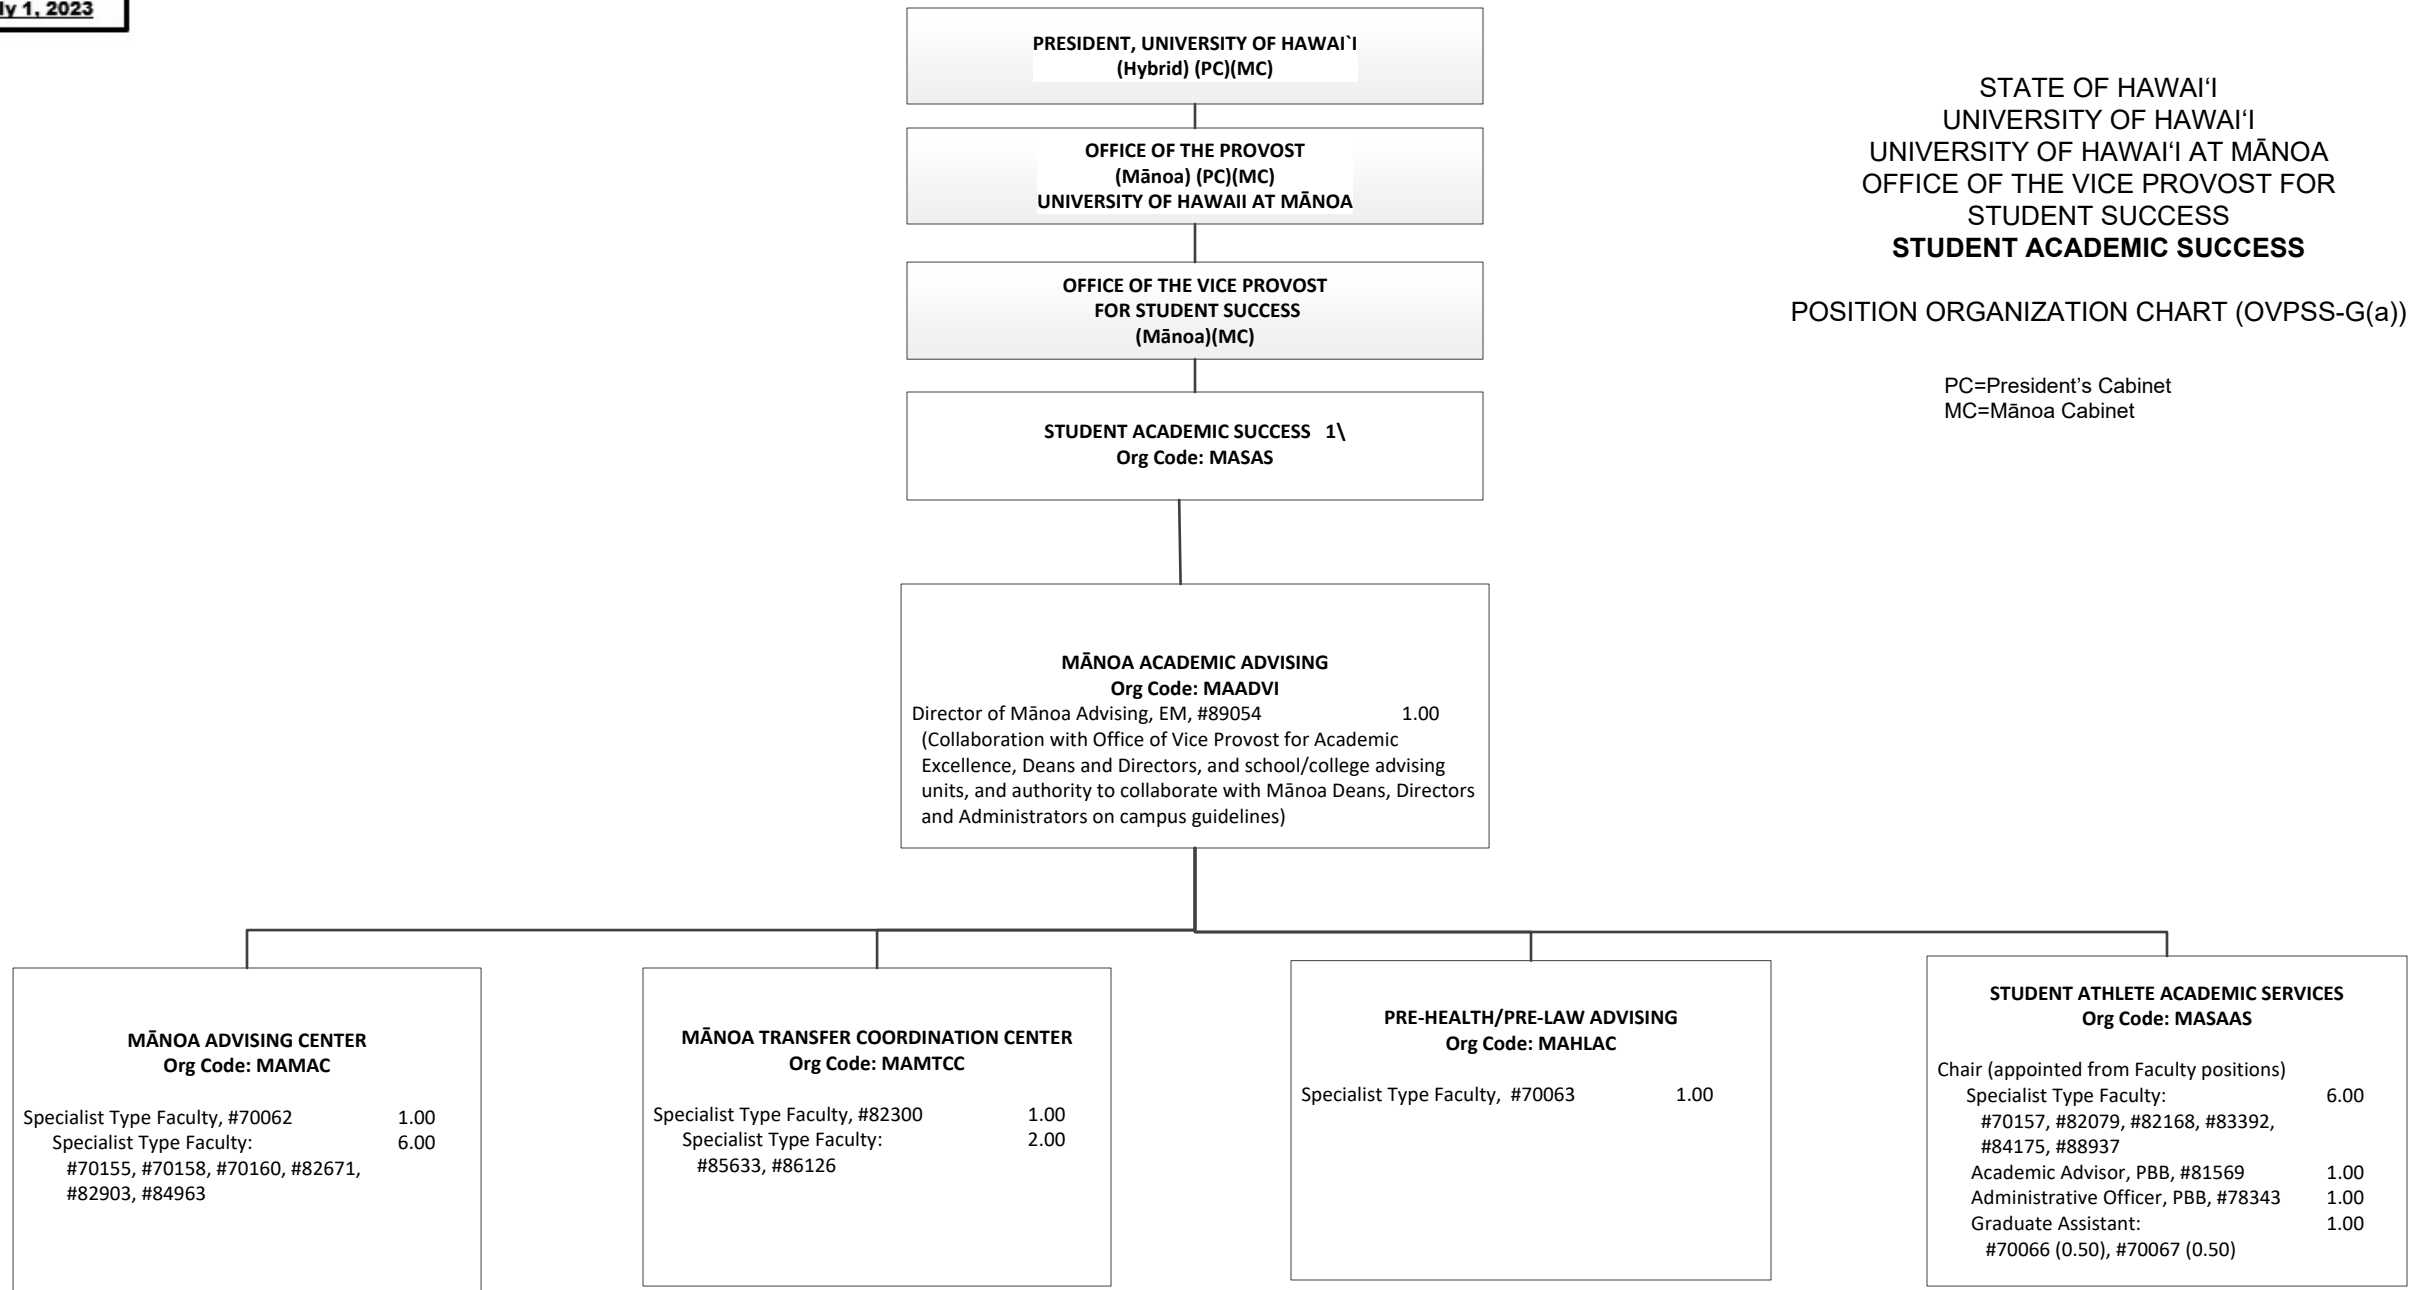 1, 2023
PRESIDENT, UNIVERSITY OF HAWAI`I
(Hybrid) (PC)(MC)
OFFICE OF THE PROVOST
(Mānoa) (PC)(MC)
UNIVERSITY OF HAWAII AT MĀNOA
OFFICE OF THE VICE PROVOST
FOR STUDENT SUCCESS
(Mānoa)(MC)
STUDENT ACADEMIC SUCCESS 1\
Org Code: MASAS
STATE OF HAWAI‘I
UNIVERSITY OF HAWAI‘I
UNIVERSITY OF HAWAI‘I AT MĀNOA
OFFICE OF THE VICE PROVOST FOR
STUDENT SUCCESS
STUDENT ACADEMIC SUCCESS
POSITION ORGANIZATION CHART (OVPSS-G(a))
PC=President’s Cabinet
MC=Mānoa Cabinet
MĀNOA ACADEMIC ADVISING
Org Code: MAADVI
Director of Mānoa Advising, EM, #89054 1.00
(Collaboration with Office of Vice Provost for Academic
Excellence, Deans and Directors, and school/college advising
units, and authority to collaborate with Mānoa Deans, Directors
and Administrators on campus guidelines)
MĀNOA ADVISING CENTER
Org Code: MAMAC
Specialist Type Faculty, #70062 1.00
Specialist Type Faculty: 6.00
#70155, #70158, #70160, #82671,
#82903, #84963
MĀNOA TRANSFER COORDINATION CENTER
Org Code: MAMTCC
Specialist Type Faculty, #82300 1.00
Specialist Type Faculty: 2.00
#85633, #86126
PRE-HEALTH/PRE-LAW ADVISING
Org Code: MAHLAC
Specialist Type Faculty, #70063 1.00
STUDENT ATHLETE ACADEMIC SERVICES
Org Code: MASAAS
Chair (appointed from Faculty positions)
Specialist Type Faculty: 6.00
#70157, #82079, #82168, #83392,
#84175, #88937
Academic Advisor, PBB, #81569 1.00
Administrative Officer, PBB, #78343 1.00
Graduate Assistant: 1.00
#70066 (0.50), #70067 (0.50)